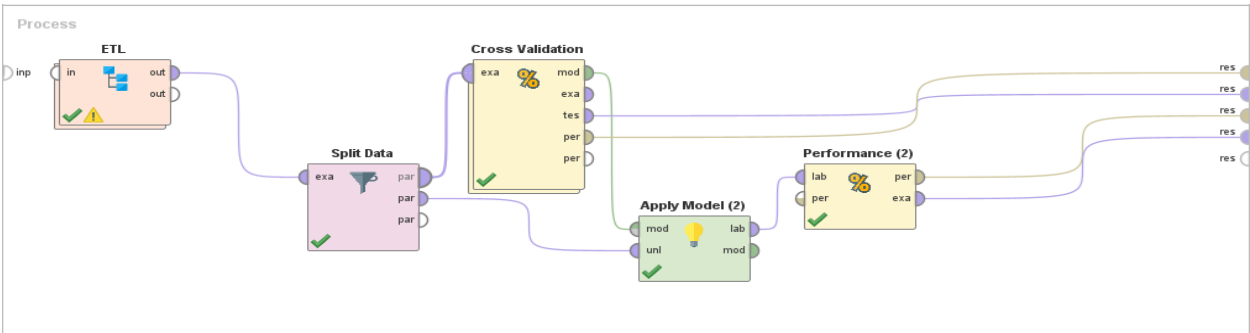 Process
ETL
inp
in
out
out
Cross Validation
exa
mod
exa
tes
per
per
Split Data
exa
par
par
par
Apply Model (2)
mod
lab
unl
mod
Performance (2)
lab
per
per
exa
res
res
res
res
res